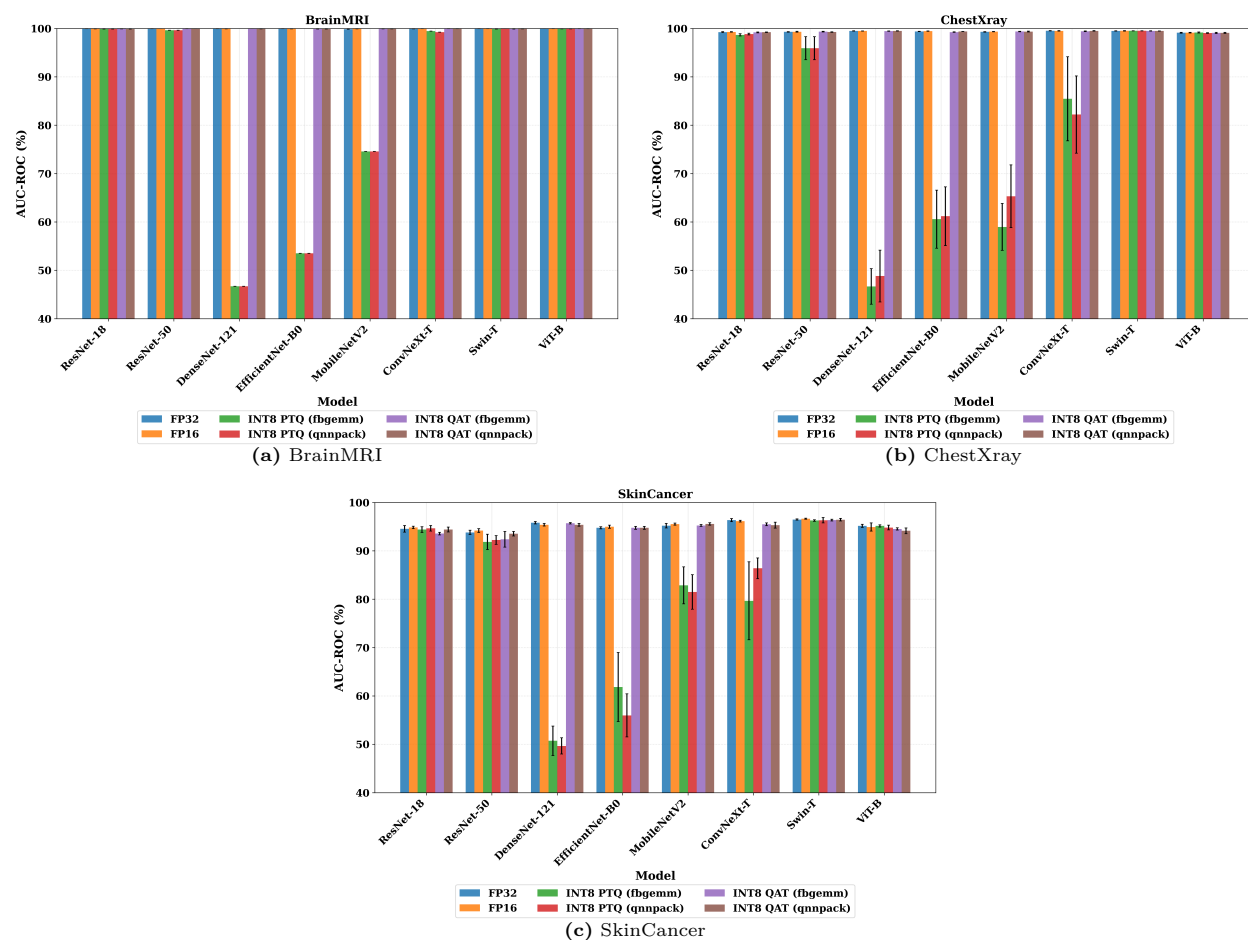 BrainMRI
AUC-ROC (%)
100
90
80
70
60
50
40
ResNet-18
ResNet-50
DenseNet-121
EfficientNet-B0
MobileNetV2
ConvNeXt-T
Swin-T
ViT-B
Model
FP32 INT8 PTQ (fbgemm) INT8 QAT (fbgemm)
FP16 INT8 PTQ (qnnpack) INT8 QAT (qnnpack)
(a) BrainMRI
ChestXray
AUC-ROC (%)
100
90
80
70
60
50
40
ResNet-18
ResNet-50
DenseNet-121
EfficientNet-B0
MobileNetV2
ConvNeXt-T
Swin-T
ViT-B
Model
FP32 INT8 PTQ (fbgemm) INT8 QAT (fbgemm)
FP16 INT8 PTQ (qnnpack) INT8 QAT (qnnpack)
(b) ChestXray
SkinCancer
AUC-ROC (%)
100
90
80
70
60
50
40
ResNet-18
ResNet-50
DenseNet-121
EfficientNet-B0
MobileNetV2
ConvNeXt-T
Swin-T
ViT-B
Model
FP32 INT8 PTQ (fbgemm) INT8 QAT (fbgemm)
FP16 INT8 PTQ (qnnpack) INT8 QAT (qnnpack)
(c) SkinCancer